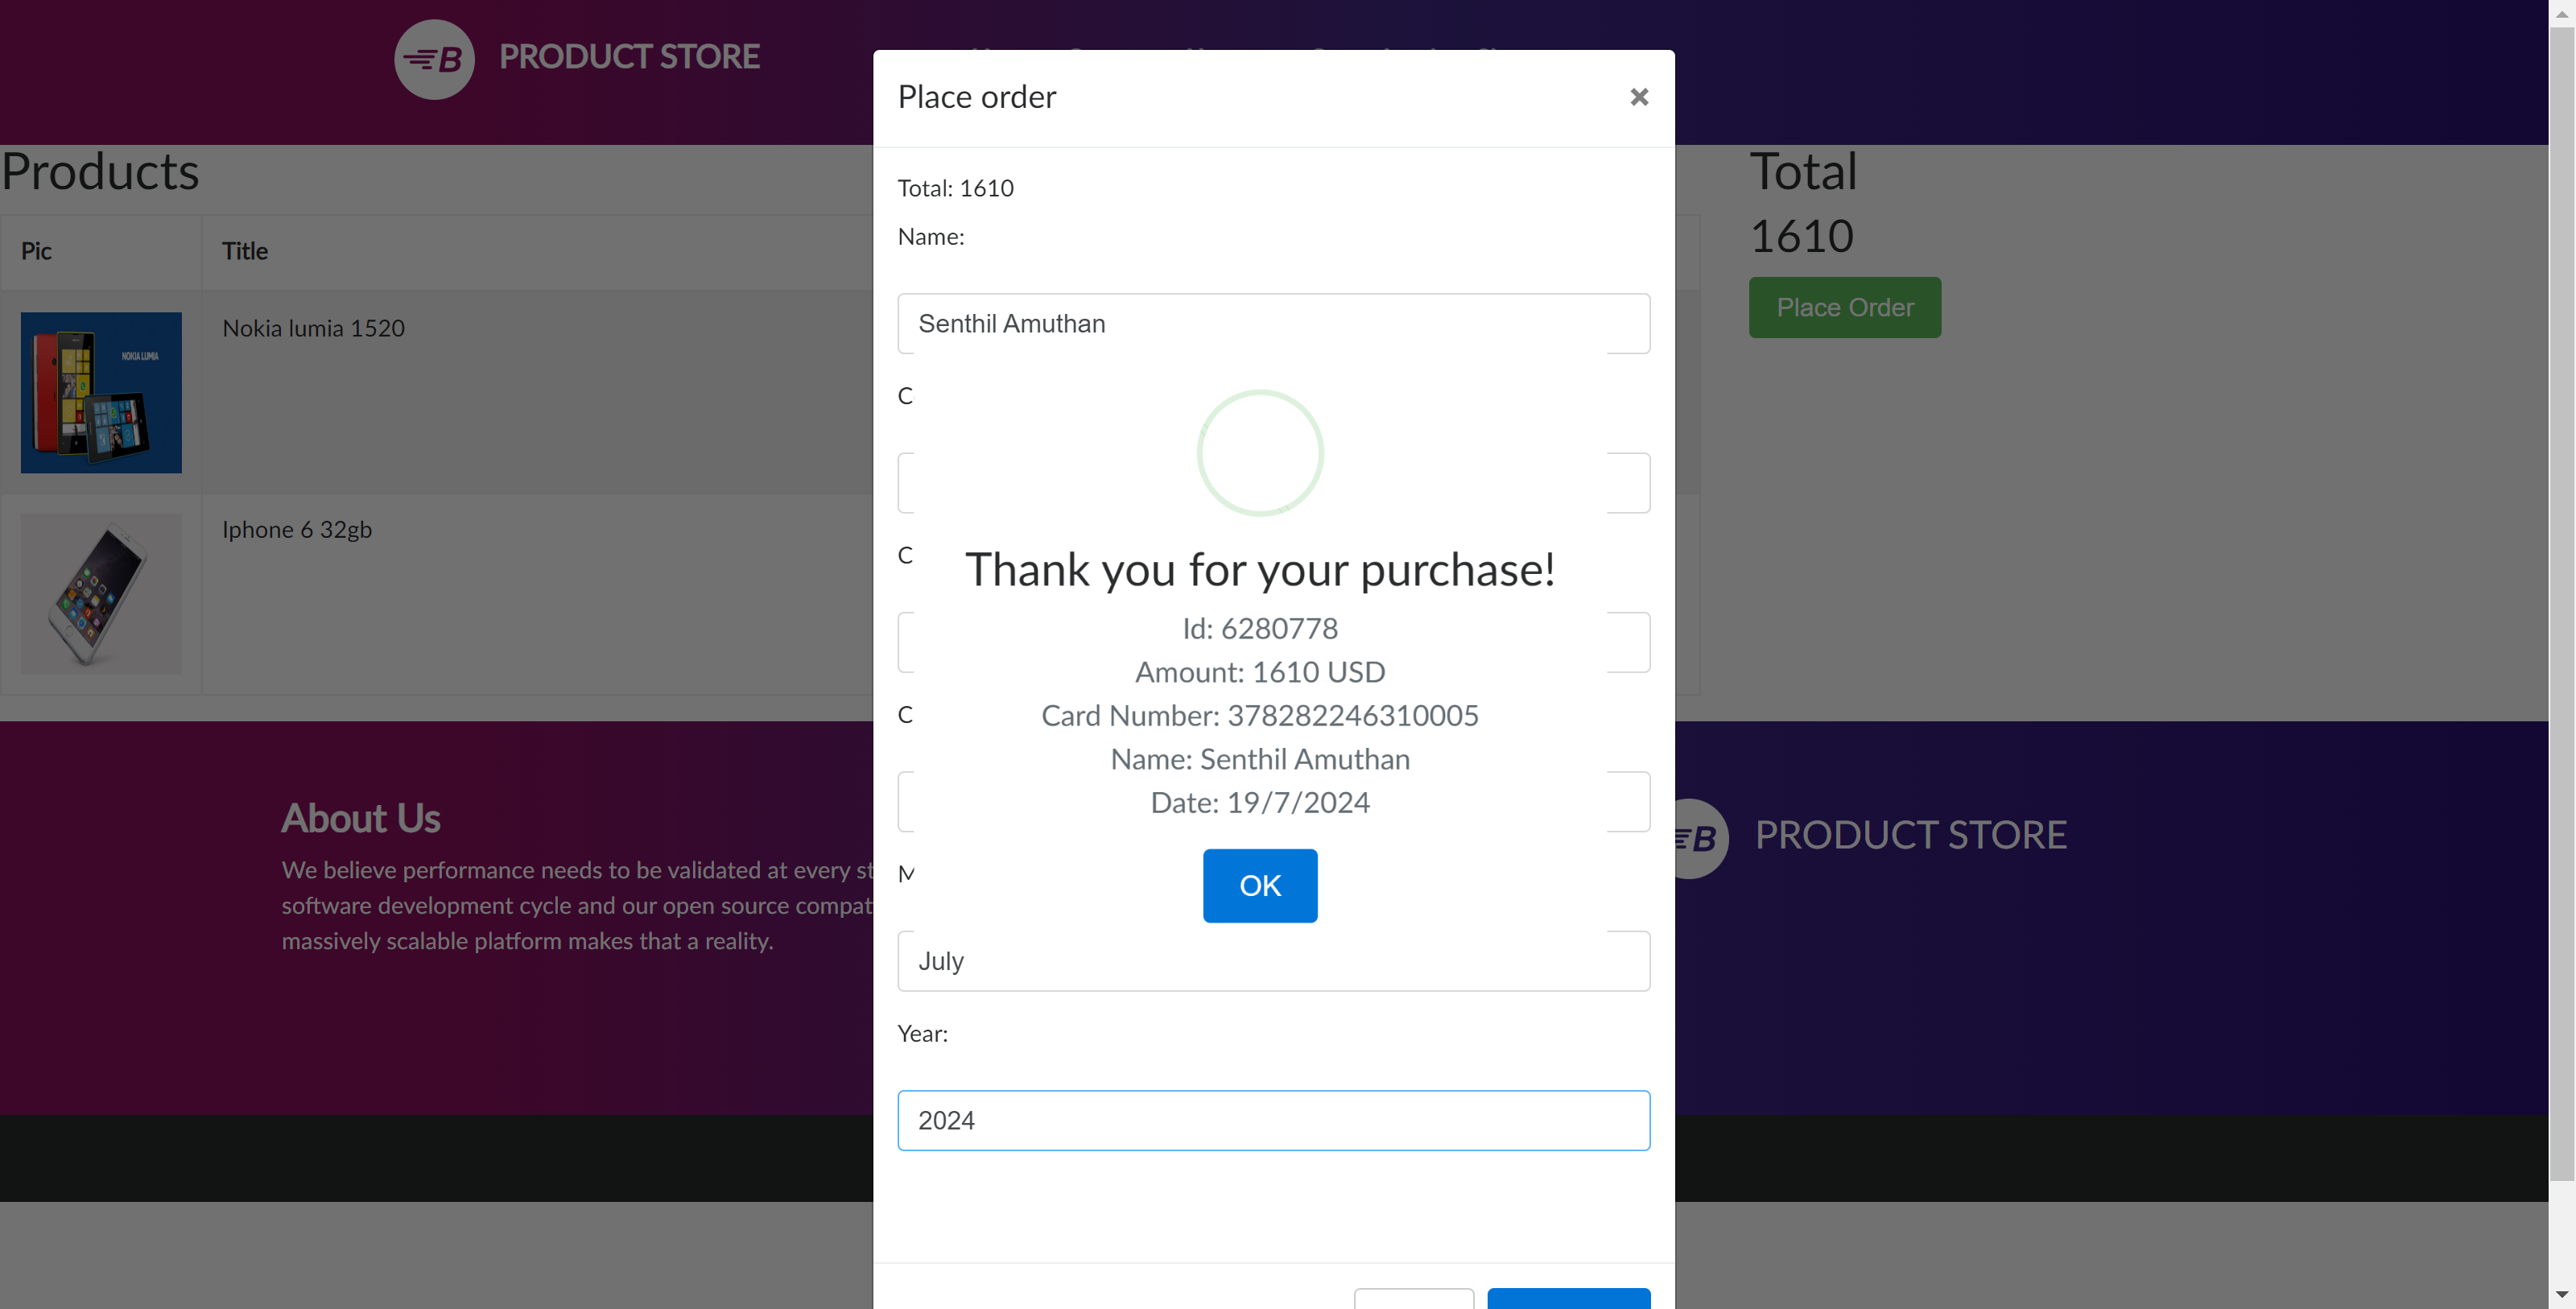 B PRODUCT STORE
Place order ×
Total: 1610
Name:
Senthil Amuthan
Products
Pic Title
Nokia lumia 1520
NOKIA LUMIA
Iphone 6 32gb
Total
1610
Place Order
Thank you for your purchase!
Id: 6280778
Amount: 1610 USD
Card Number: 378282246310005
Name: Senthil Amuthan
Date: 19/7/2024
OK
July
Year:
2024
About Us
We believe performance needs to be validated at every st
software development cycle and our open source compat
massively scalable platform makes that a reality.
B PRODUCT STORE